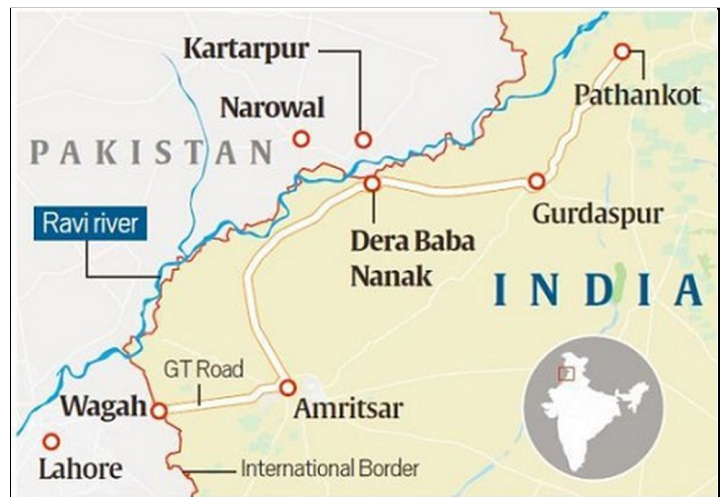 Kartarpur
Pathankot
Narowal
PAKISTAN
Ravi river
Gurdaspur
Dera Baba
Nanak
INDIA
GT Road
Wagah
Amritsar
Lahore
International Border